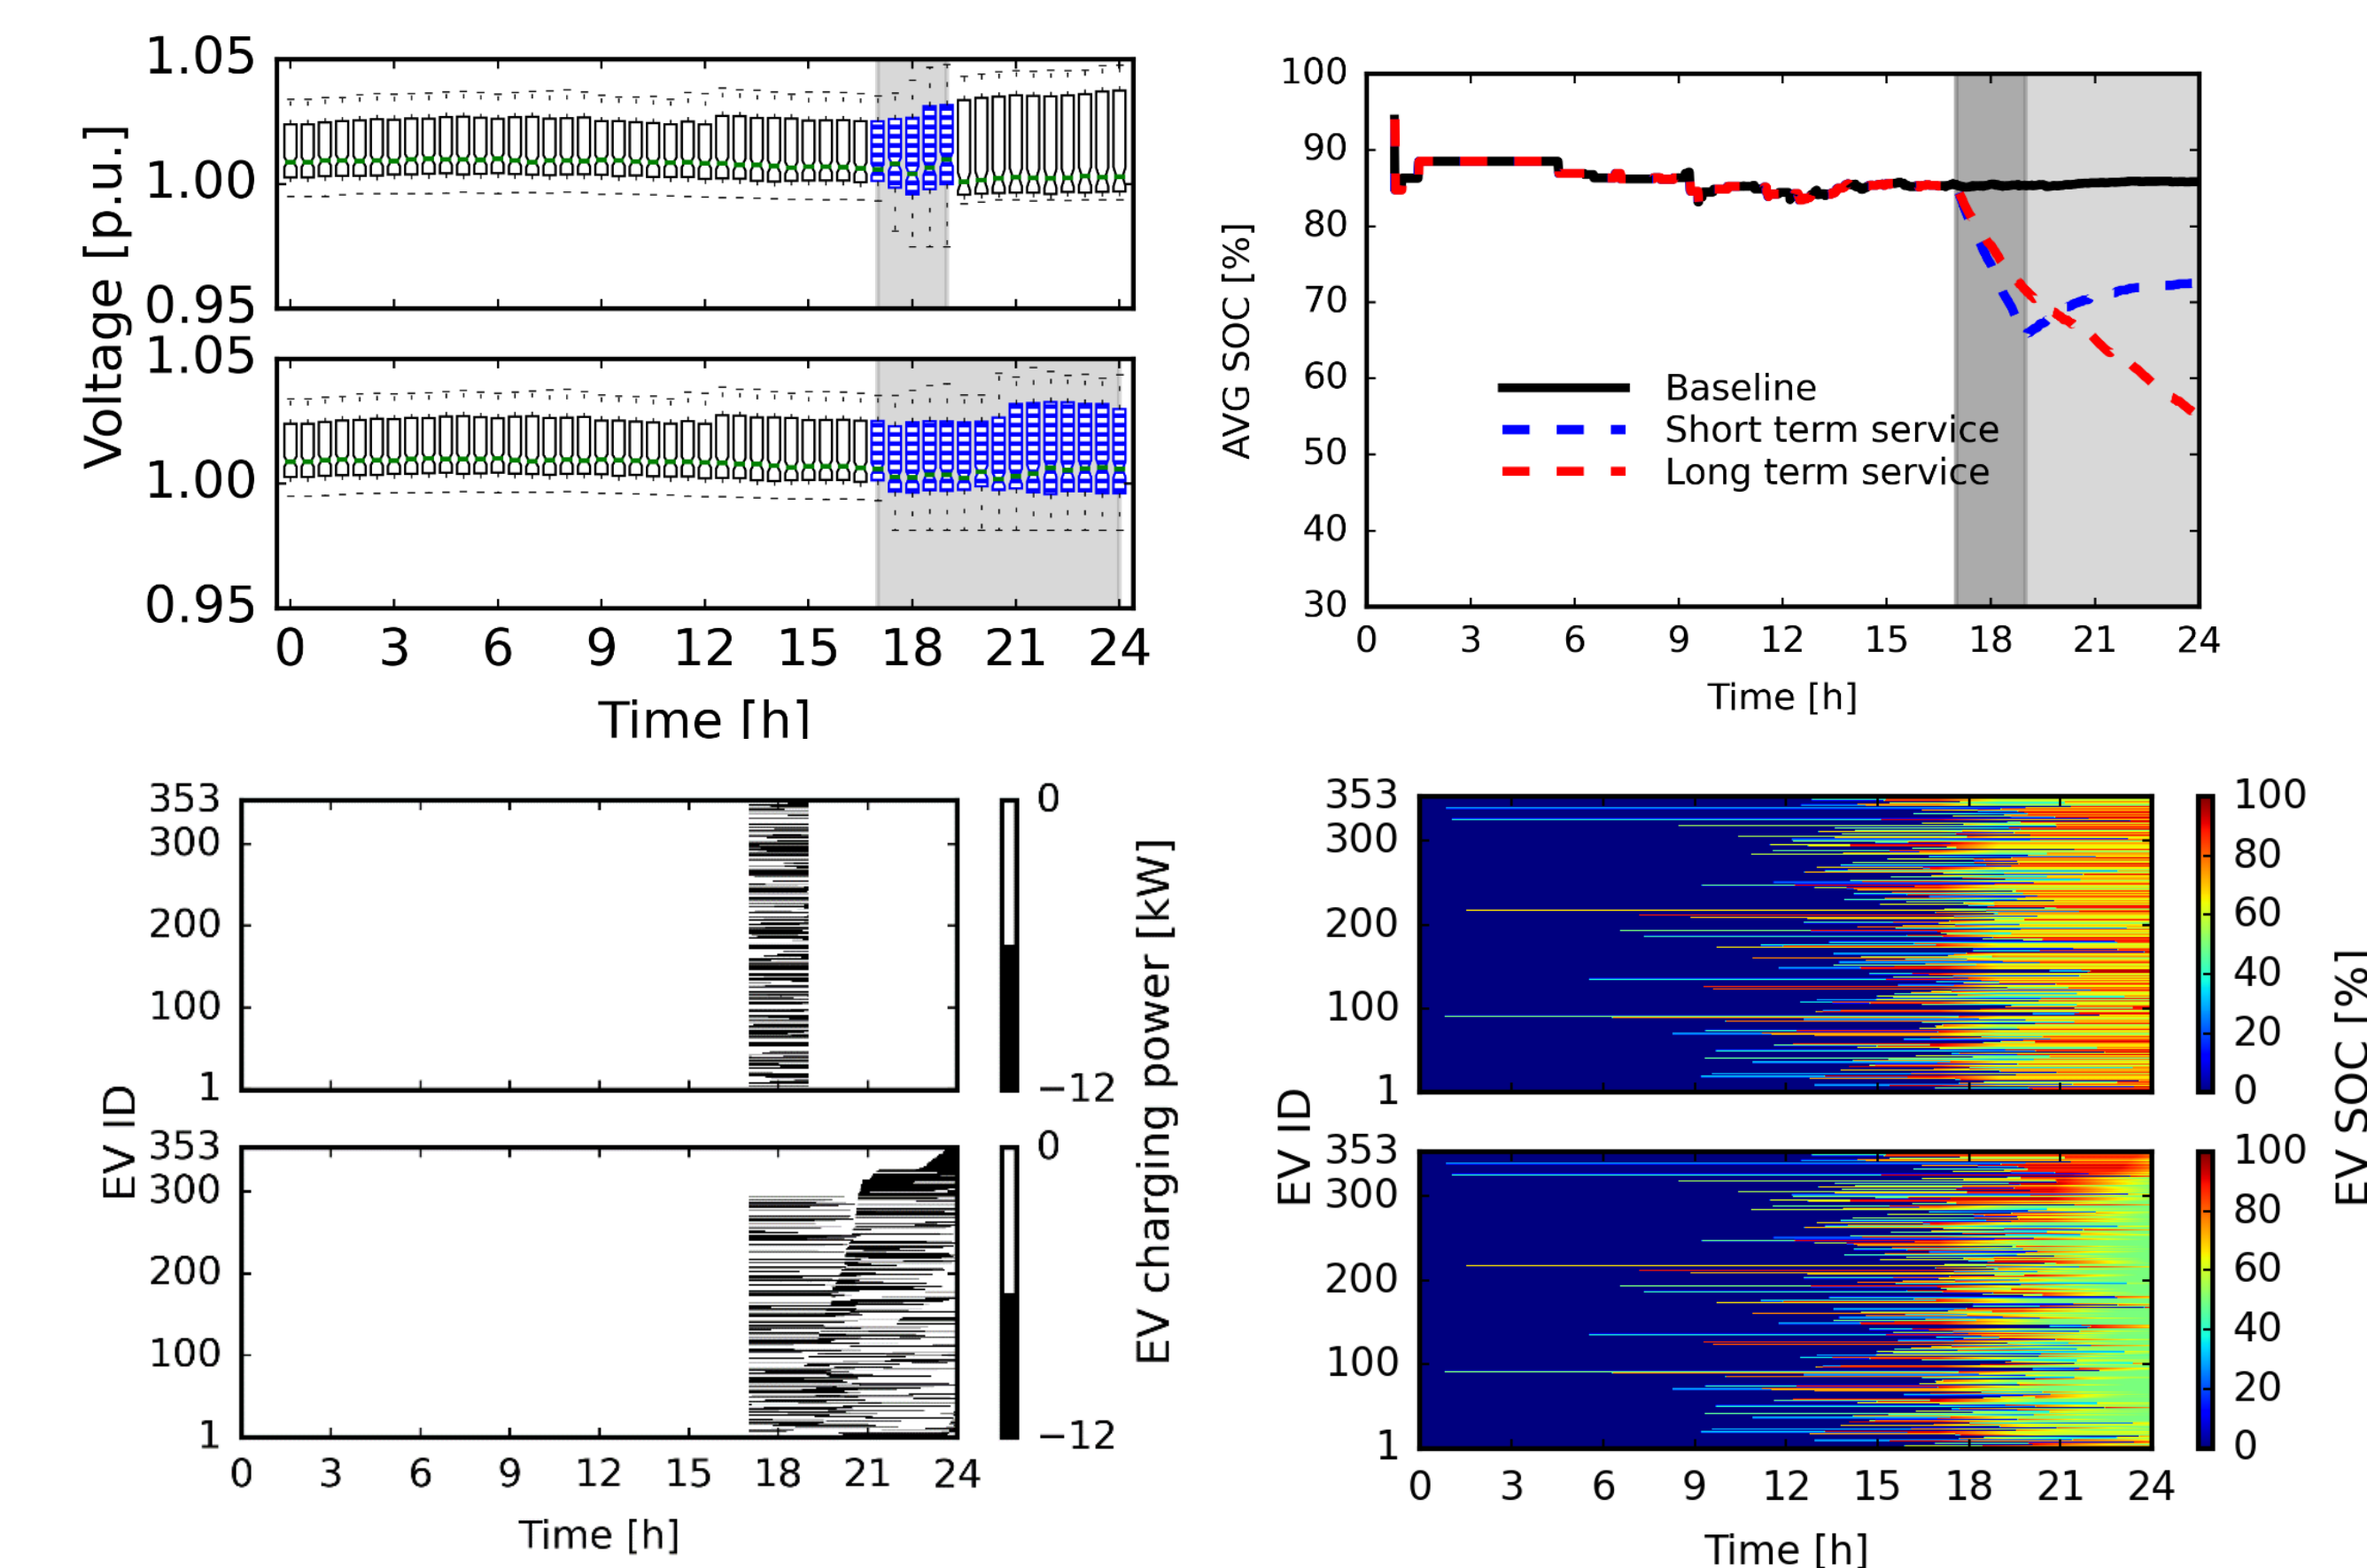 Voltage [p.u.]
1.05
1.00
0.95
1.05
1.00
0.95
0 3 6 9 12 15 18 21 24
Time [h]
AVG SOC [%]
100
90
80
70
60
50
40
30
Baseline
Short term service
Long term service
0 3 6 9 12 15 18 21 24
Time [h]
EV ID
353
300
200
100
1
353
300
200
100
1
0 3 6 9 12 15 18 21 24
Time [h]
0
−12
0
−12
EV charging power [kW]
EV ID
353
300
200
100
1
353
300
200
100
1
0 3 6 9 12 15 18 21 24
Time [h]
100
80
60
40
20
0
100
80
60
40
20
0
EV SOC [%]